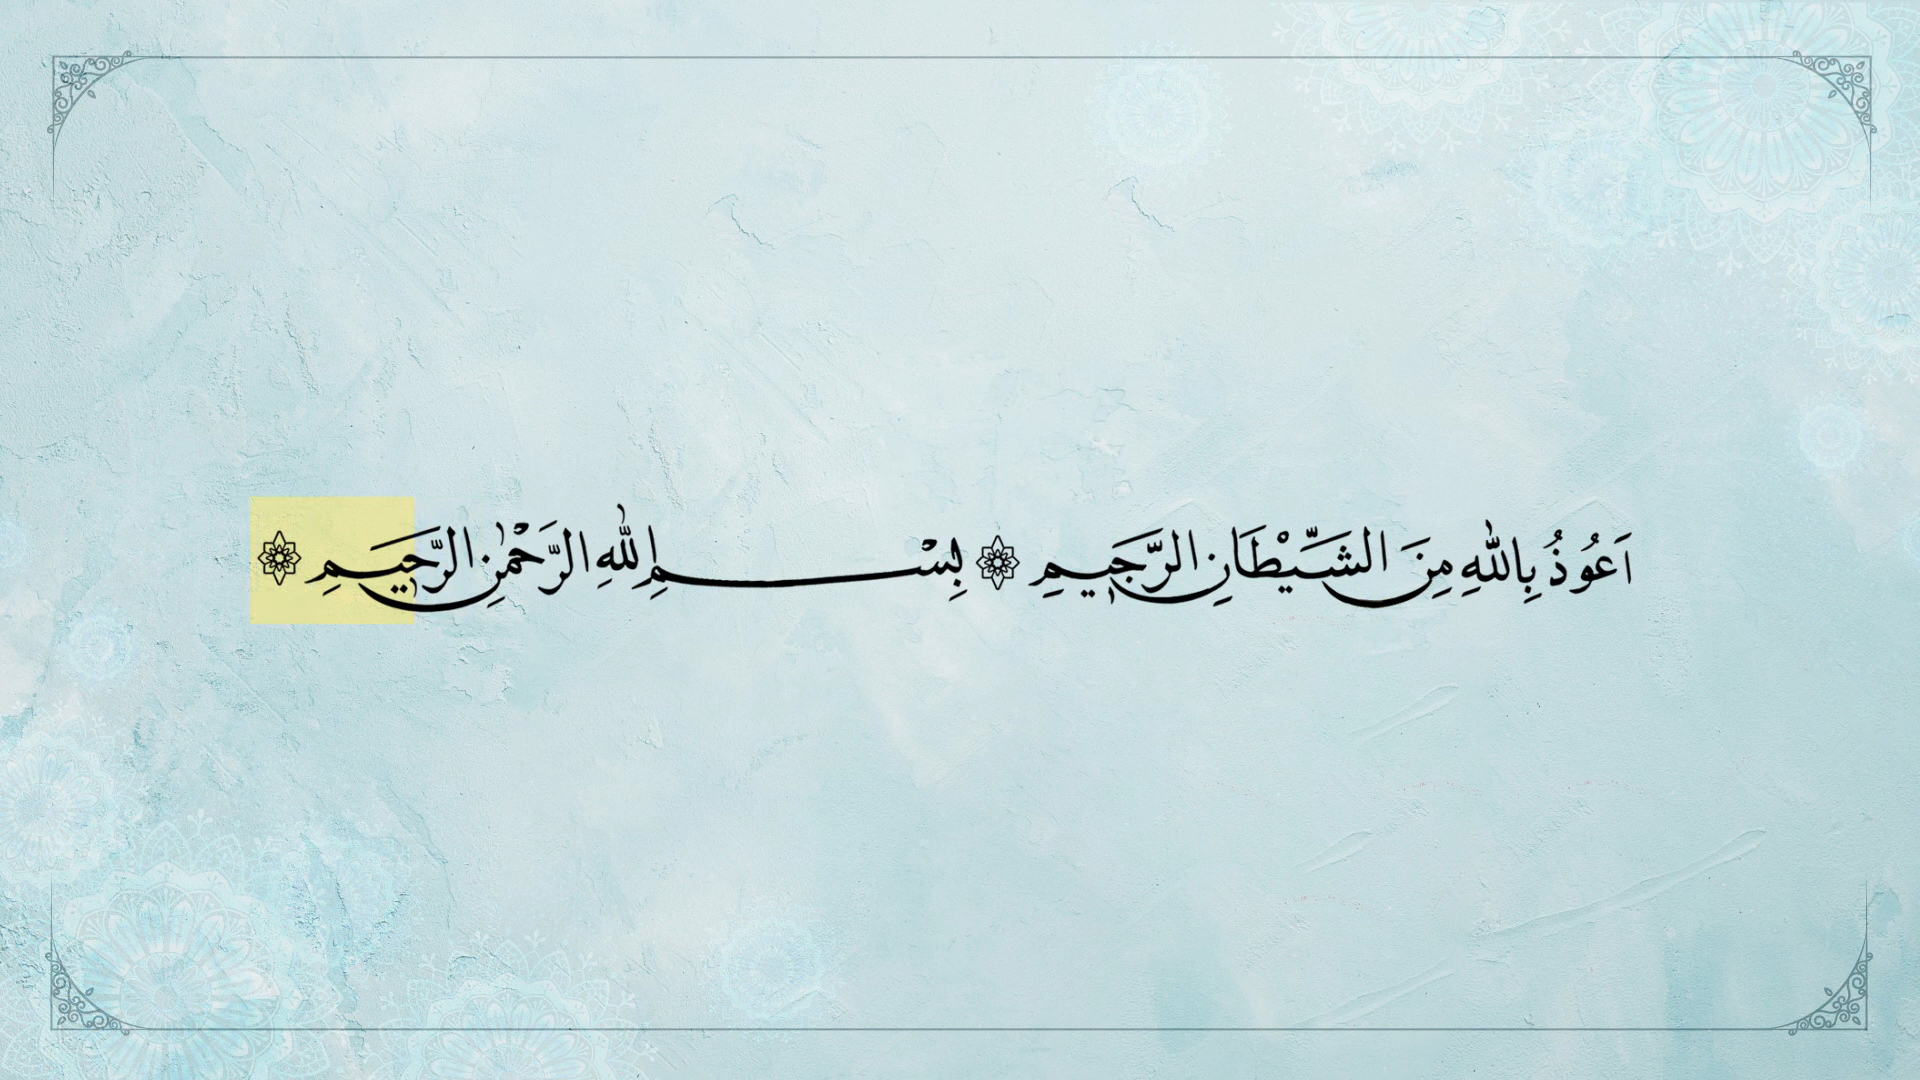 اَعُوذُ بِاللّٰهِ مِنَ الشَّيْطَانِ الرَّجِيمِ ۞ بِسْمِ اللّٰهِ الرَّحْمٰنِ الرَّحِيمِ ۞